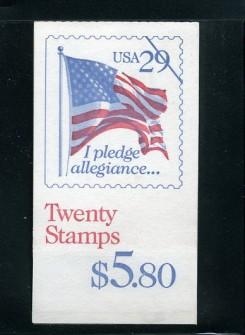 USA 29
I pledge
allegiance...
Twenty
Stamps
$5.80